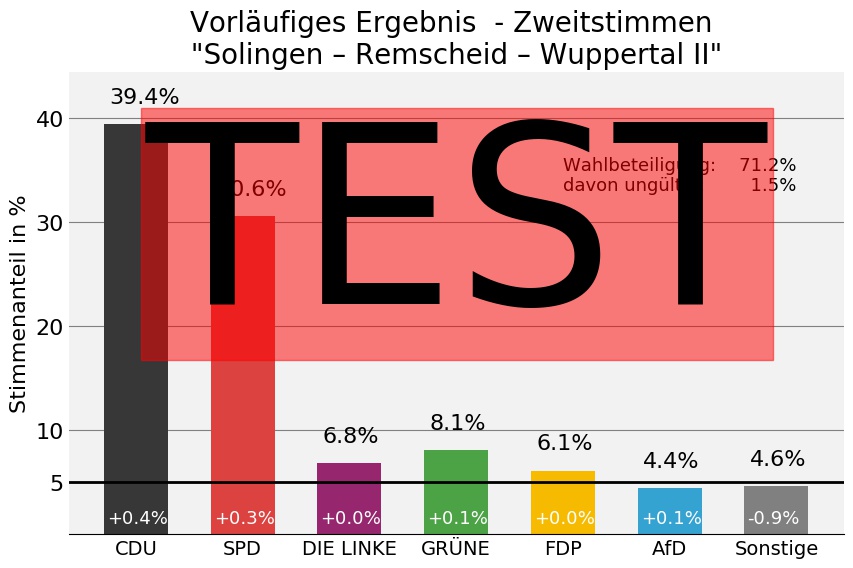 Vorläufiges Ergebnis - Zweitstimmen
"Solingen – Remscheid – Wuppertal II"
39.4%
40
TEST
Wahlbeteiligung: 71.2%
davon 1.5%
0.6%
30
Stimmenanteil in %
20
10
8.1%
6.8%
6.1%
4.4%
4.6%
5
+0.4%
+0.3%
+0.0%
+0.1%
+0.0%
+0.1%
-0.9%
CDU SPD DIE LINKE GRÜNE FDP AfD Sonstige